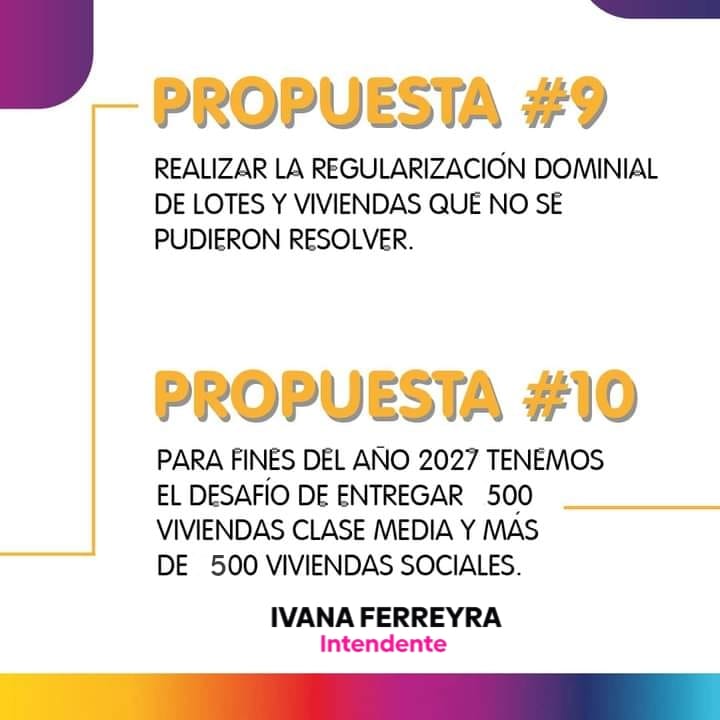 PROPUESTA #9
REALIZAR LA REGULARIZACIÓN DOMINIAL
DE LOTES Y VIVIENDAS QUE NO SE
PUDIERON RESOLVER.
PROPUESTA #10
PARA FINES DEL AÑO 2027 TENEMOS
EL DESAFÍO DE ENTREGAR 500
VIVIENDAS CLASE MEDIA Y MÁS
DE 500 VIVIENDAS SOCIALES.
IVANA FERREYRA
Intendente